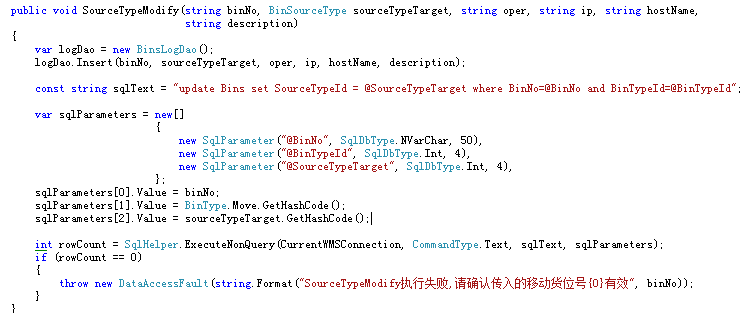 public void SourceTypeModify(string binNo, BinSourceType sourceTypeTarget, string oper, string ip, string hostName,
string description)
{
var logDao = new BinsLogDao();
logDao.Insert(binNo, sourceTypeTarget, oper, ip, hostName, description);
const string sqlText = "update Bins set SourceTypeId = @SourceTypeTarget where BinNo=@BinNo and BinTypeId=@BinTypeId";
var sqlParameters = new[]
{
new SqlParameter("@BinNo", SqlDbType.NVarChar, 50),
new SqlParameter("@BinTypeId", SqlDbType.Int, 4),
new SqlParameter("@SourceTypeTarget", SqlDbType.Int, 4),
};
sqlParameters[0].Value = binNo;
sqlParameters[1].Value = BinType.Move.GetHashCode();
sqlParameters[2].Value = sourceTypeTarget.GetHashCode();
int rowCount = SqlHelper.ExecuteNonQuery(CurrentWMSConnection, CommandType.Text, sqlText, sqlParameters);
if (rowCount == 0)
{
throw new DataAccessFault(string.Format("SourceTypeModify执行失败,请确认传入的移动货位号{0}有效", binNo));
}
}